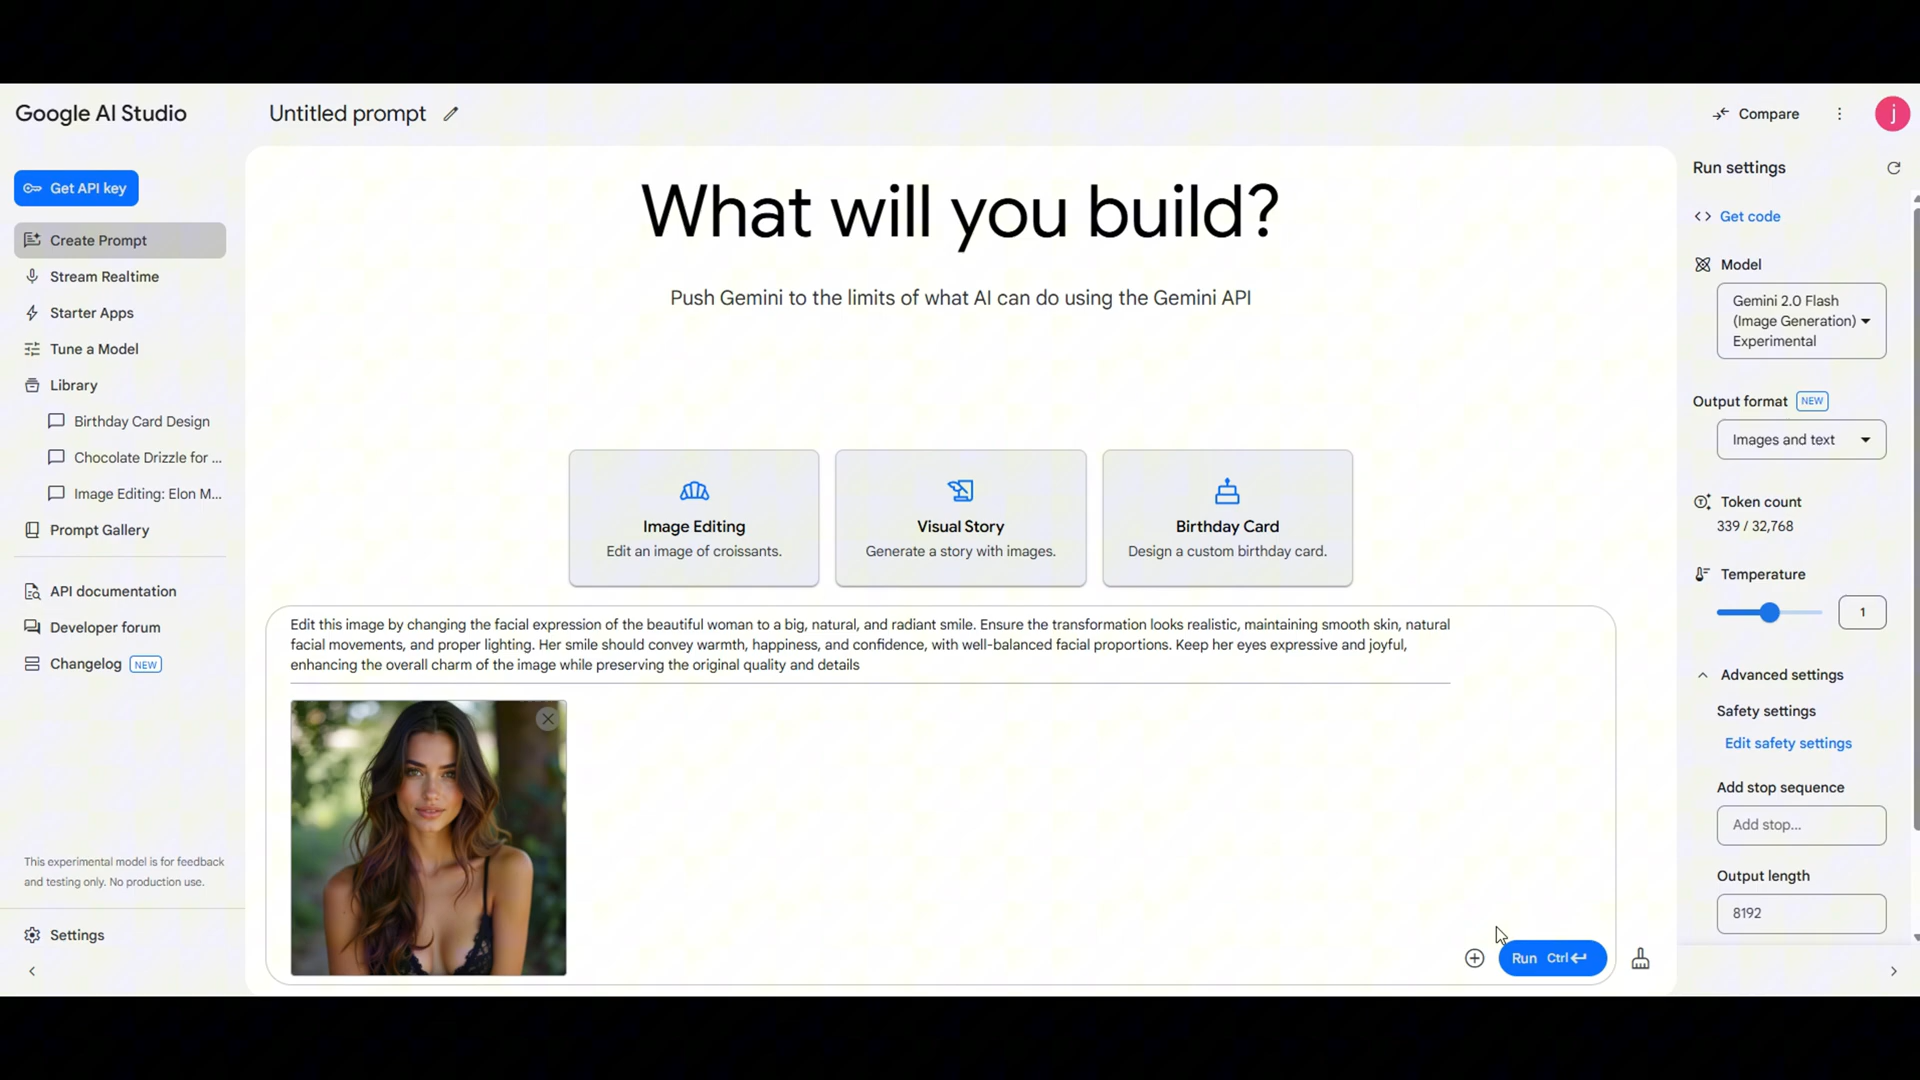 Google AI Studio
Untitled prompt
Compare
j
Get API key
Create Prompt
Stream Realtime
Starter Apps
Tune a Model
Library
Birthday Card Design
Chocolate Drizzle for ...
Image Editing: Elon M...
Prompt Gallery
API documentation
Developer forum
Changelog NEW
This experimental model is for feedback
and testing only. No production use.
Settings
What will you build?
Push Gemini to the limits of what AI can do using the Gemini API
Image Editing
Edit an image of croissants.
Visual Story
Generate a story with images.
Birthday Card
Design a custom birthday card.
Edit this image by changing the facial expression of the beautiful woman to a big, natural, and radiant smile. Ensure the transformation looks realistic, maintaining smooth skin, natural
facial movements, and proper lighting. Her smile should convey warmth, happiness, and confidence, with well-balanced facial proportions. Keep her eyes expressive and joyful,
enhancing the overall charm of the image while preserving the original quality and details
Run Ctrl
Run settings
Get code
Model
Gemini 2.0 Flash
(Image Generation)
Experimental
Output format NEW
Images and text
Token count
339 / 32,768
Temperature
1
Advanced settings
Safety settings
Edit safety settings
Add stop sequence
Add stop...
Output length
8192